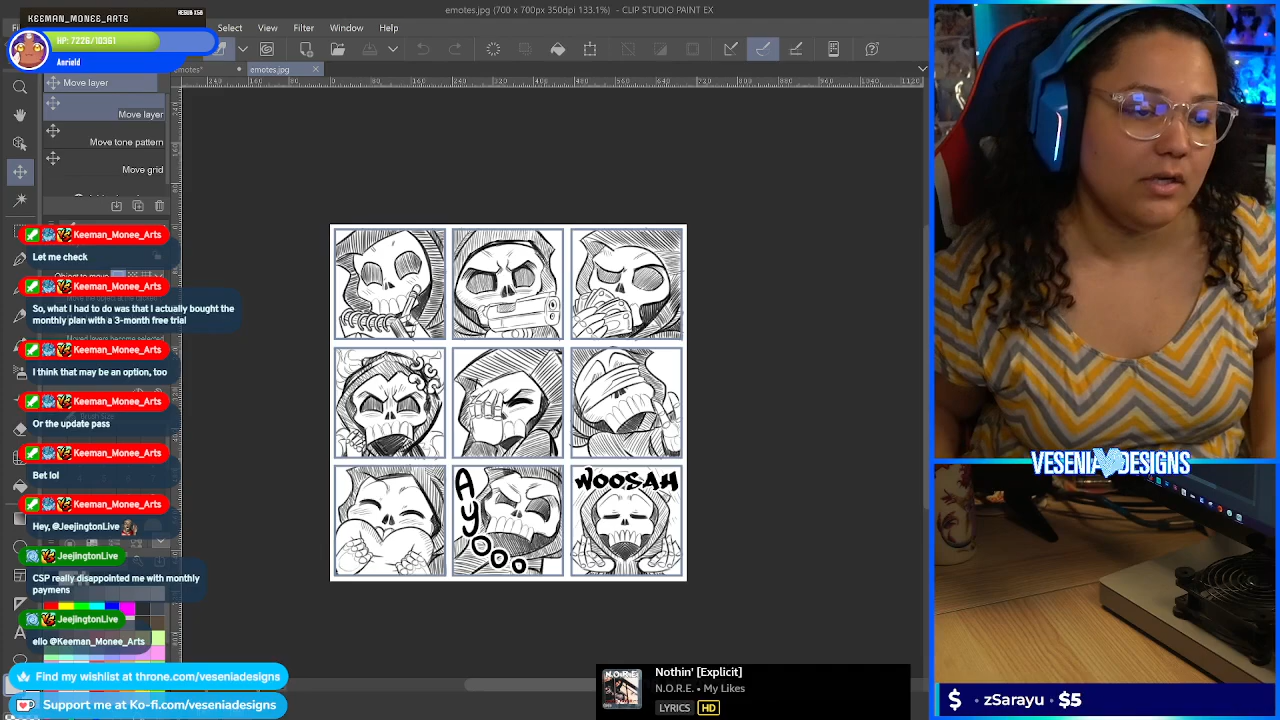 KEEMAN_MONEE_ARTS
HP: 7226/10361
Anrield
emotes.jpg (700 x 700px 350dpi 133.1%) - CLIP STUDIO PAINT EX
Select
View
Filter
Window
Help
emotes*
emotes.jpg
Move layer
Move layer
Move tone pattern
Move grid
Keeman_Monee_Arts
Let me check
Keeman_Monee_Arts
So, what I had to do was that I actually bought the
monthly plan with a 3-month free trial
Keeman_Monee_Arts
I think that may be an option, too
Keeman_Monee_Arts
Or the update pass
Keeman_Monee_Arts
Bet lol
Keeman_Monee_Arts
Hey, @JeejingtonLive
JeejingtonLive
CSP really disappointed me with monthly
paymens
JeejingtonLive
ello @Keeman_Monee_Arts
Find my wishlist at throne.com/veseniadesigns
Support me at Ko-fi.com/veseniadesigns
AYOOO
WOOSAH
Nothin' [Explicit]
N.O.R.E. • My Likes
LYRICS HD
VESENIA DESIGNS
$ zSarayu $5